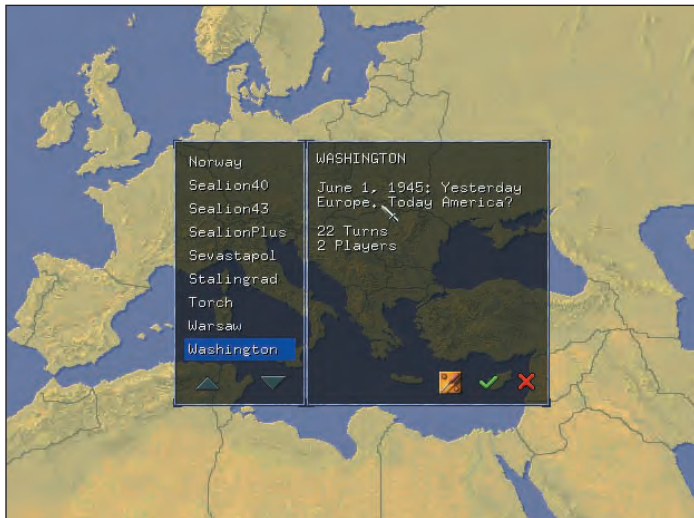 Norway
Sealion40
Sealion43
SealionPlus
Sevastapol
Stalingrad
Torch
Warsaw
Washington
WASHINGTON
June 1, 1945: Yesterday
Europe. Today America?
22 Turns
2 Players